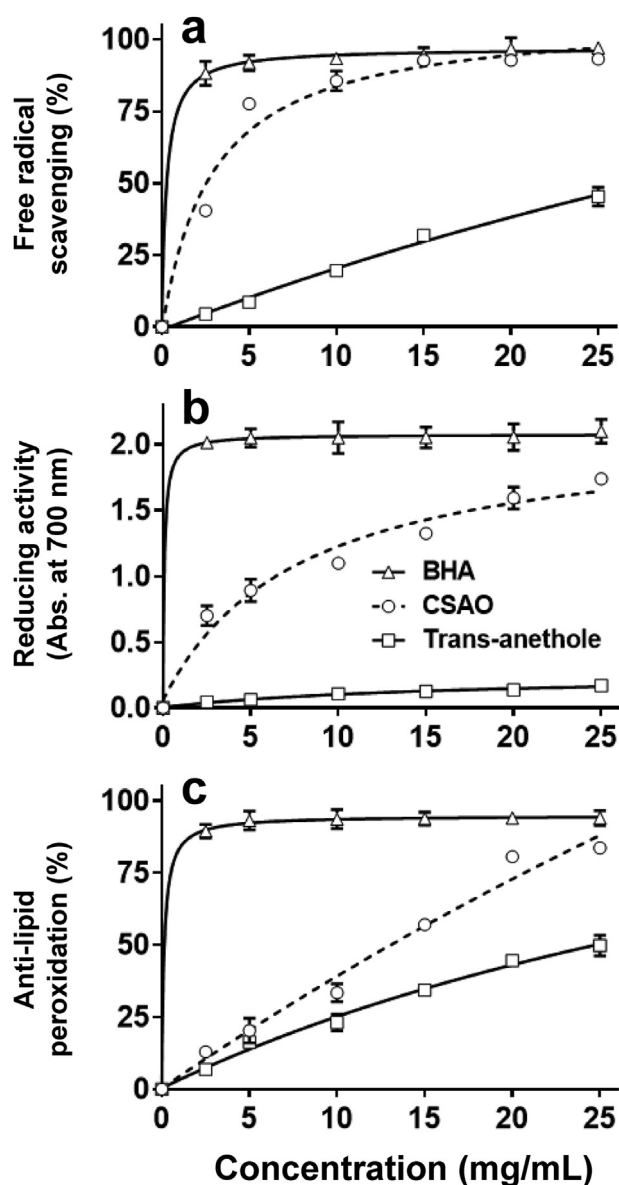 a
100
75
50
25
0
Free radical
scavenging (%)
0 5 10 15 20 25
b
2.0
1.5
1.0
0.5
0.0
Reducing activity
(Abs. at 700 nm)
BHA
CSAO
Trans-anethole
0 5 10 15 20 25
c
100
75
50
25
0
Anti-lipid
peroxidation (%)
0 5 10 15 20 25
Concentration (mg/mL)